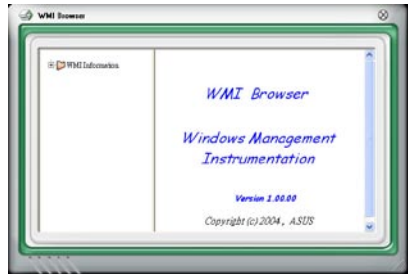 WMI Browser
WMI Information
WMI Browser
Windows Management
Instrumentation
Version 1.00.00
Copyright (c) 2004, ASUS